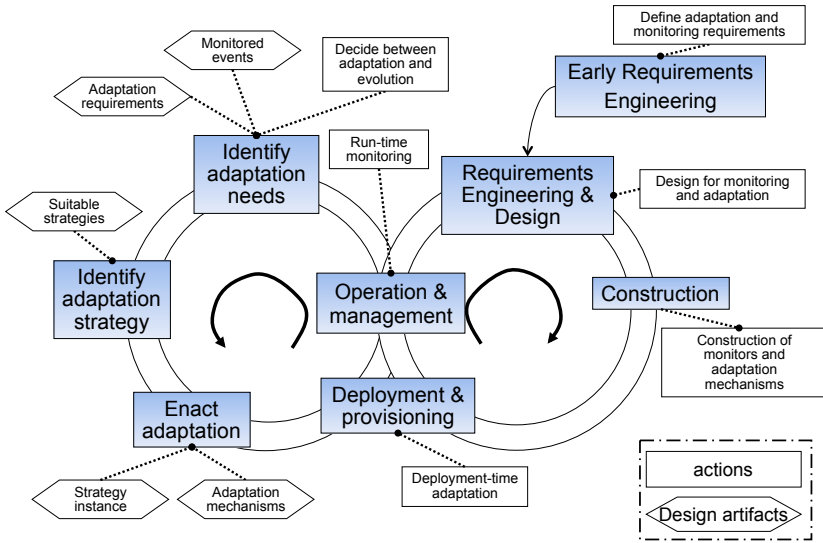 Monitored
events
Decide between
adaptation and
evolution
Define adaptation and
monitoring requirements
Adaptation
requirements
Early Requirements
Engineering
Identify
adaptation
needs
Run-time
monitoring
Requirements
Engineering &
Design
Design for monitoring
and adaptation
Suitable
strategies
Identify
adaptation
strategy
Operation &
management
Construction
Construction of
monitors and
adaptation
mechanisms
Enact
adaptation
Deployment &
provisioning
Strategy
instance
Adaptation
mechanisms
Deployment-time
adaptation
actions
Design artifacts